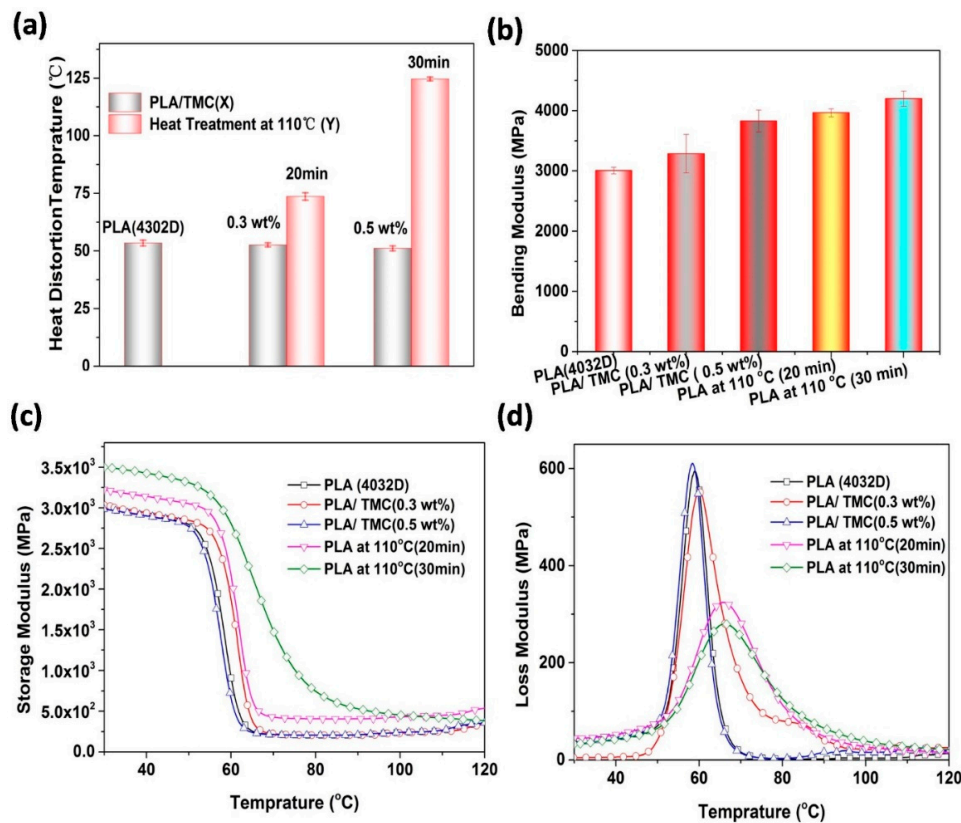 (a)
Heat DistortionTemprature (℃)
125
100
75
50
25
0
PLA/TMC(X)
Heat Treatment at 110℃ (Y)
PLA(4302D)
0.3 wt%
20min
0.5 wt%
30min
(b)
Bending Modulus (MPa)
5000
4000
3000
2000
1000
0
PLA(4032D)
PLA/ TMC (0.3 wt%)
PLA/ TMC ( 0.5 wt%)
PLA at 110 °C (20 min)
PLA at 110 °C (30 min)
(c)
Storage Modulus (MPa)
3.5x10³
3.0x10³
2.5x10³
2.0x10³
1.5x10³
1.0x10³
5.0x10²
0.0
PLA (4032D)
PLA/ TMC(0.3 wt%)
PLA/ TMC(0.5 wt%)
PLA at 110°C(20min)
PLA at 110°C(30min)
40 60 80 100 120
Temprature (°C)
(d)
Loss Modulus (MPa)
600
400
200
0
PLA (4032D)
PLA/ TMC(0.3 wt%)
PLA/ TMC(0.5 wt%)
PLA at 110°C(20min)
PLA at 110°C(30min)
40 60 80 100 120
Temprature (°C)